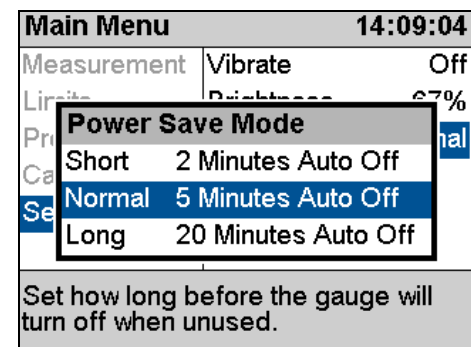 Main Menu 14:09:04
Measurement Vibrate Off
Power Save Mode
Short 2 Minutes Auto Off
Normal 5 Minutes Auto Off
Long 20 Minutes Auto Off
Set how long before the gauge will
turn off when unused.